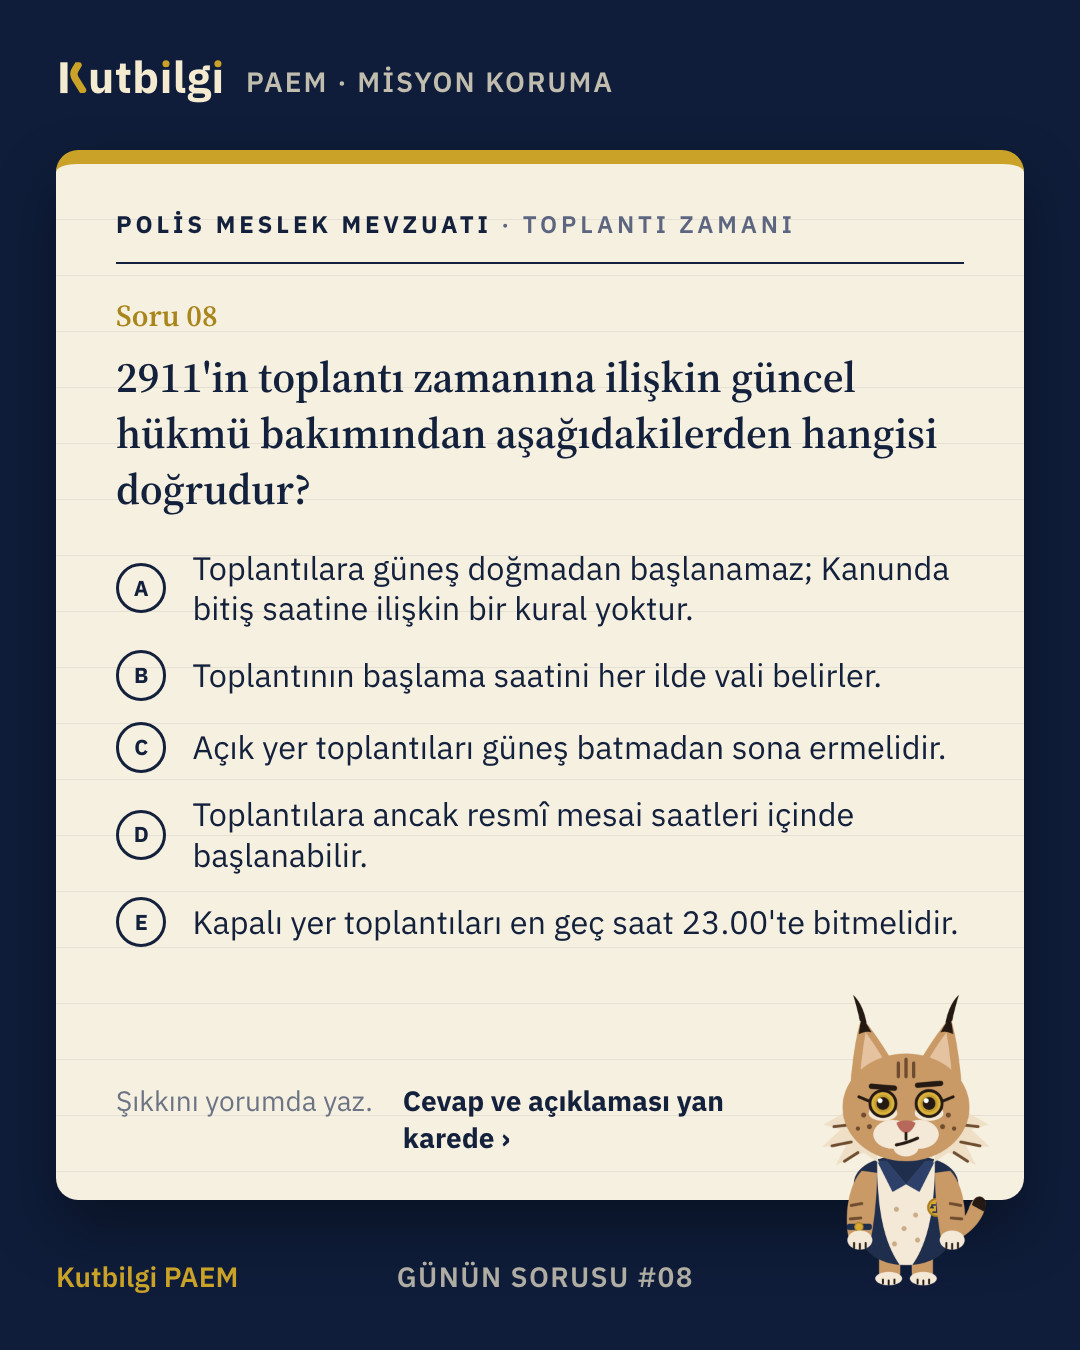 Kutbilgi PAEM · MİSYON KORUMA
POLİS MESLEK MEVZUATI · TOPLANTI ZAMANI
Soru 08
2911'in toplantı zamanına ilişkin güncel
hükmü bakımından aşağıdakilerden hangisi
doğrudur?
A Toplantılara güneş doğmadan başlanamaz; Kanunda
bitiş saatine ilişkin bir kural yoktur.
B Toplantının başlama saatini her ilde vali belirler.
C Açık yer toplantıları güneş batmadan sona ermelidir.
D Toplantılara ancak resmî mesai saatleri içinde
başlanabilir.
E Kapalı yer toplantıları en geç saat 23.00'te bitmelidir.
Şıkkını yorumda yaz. Cevap ve açıklaması yan
karede ›
Kutbilgi PAEM GÜNÜN SORUSU #08